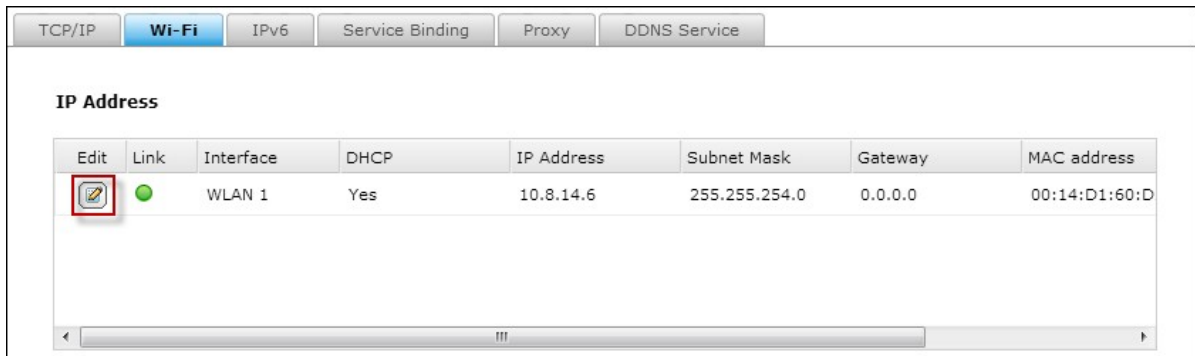 TCP/IP Wi-Fi IPv6 Service Binding Proxy DDNS Service
IP Address
Edit Link Interface DHCP IP Address Subnet Mask Gateway MAC address
WLAN 1 Yes 10.8.14.6 255.255.254.0 0.0.0.0 00:14:D1:60:D